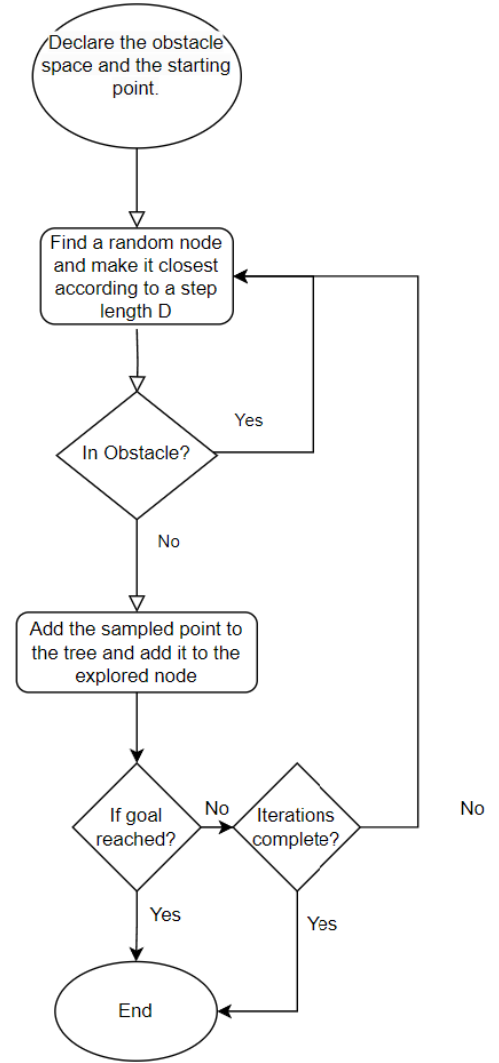 Declare the obstacle
space and the starting
point.
Find a random node
and make it closest
according to a step
length D
Yes
In Obstacle?
No
Add the sampled point to
the tree and add it to the
explored node
If goal
reached?
No
Iterations
complete?
No
Yes
Yes
End